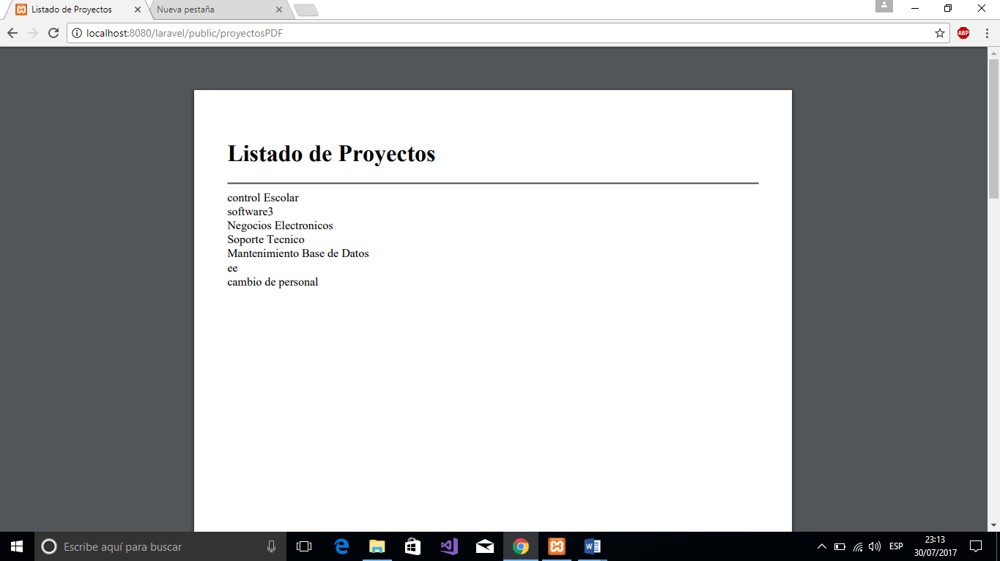 Listado de Proyectos
Nueva pestaña
localhost:8080/laravel/public/proyectosPDF
ABP
Listado de Proyectos
control Escolar
software3
Negocios Electronicos
Soporte Tecnico
Mantenimiento Base de Datos
ee
cambio de personal
Escribe aquí para buscar
ESP
23:13
30/07/2017